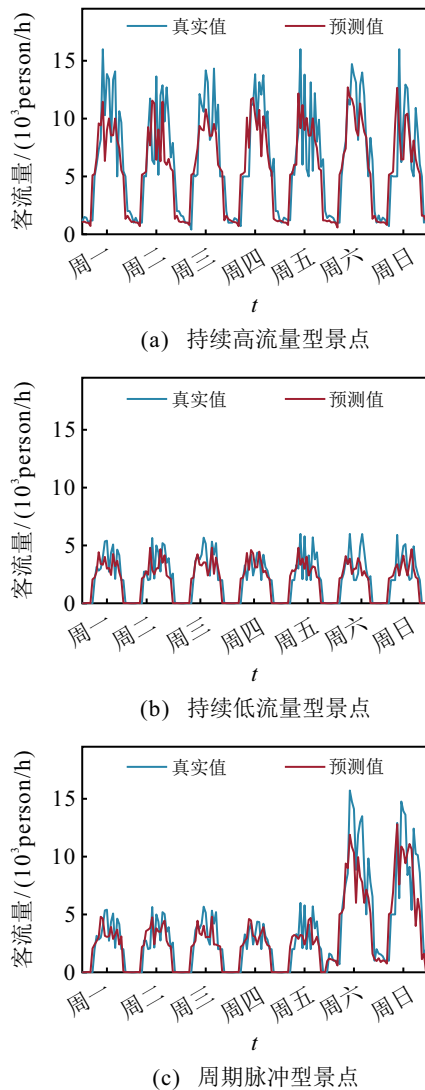 真实值 预测值
客流量/(10³person/h)
15
10
5
0
周一 周二 周三 周四 周五 周六 周日
t
(a) 持续高流量型景点
真实值 预测值
客流量/(10³person/h)
15
10
5
0
周一 周二 周三 周四 周五 周六 周日
t
(b) 持续低流量型景点
真实值 预测值
客流量/(10³person/h)
15
10
5
0
周一 周二 周三 周四 周五 周六 周日
t
(c) 周期脉冲型景点